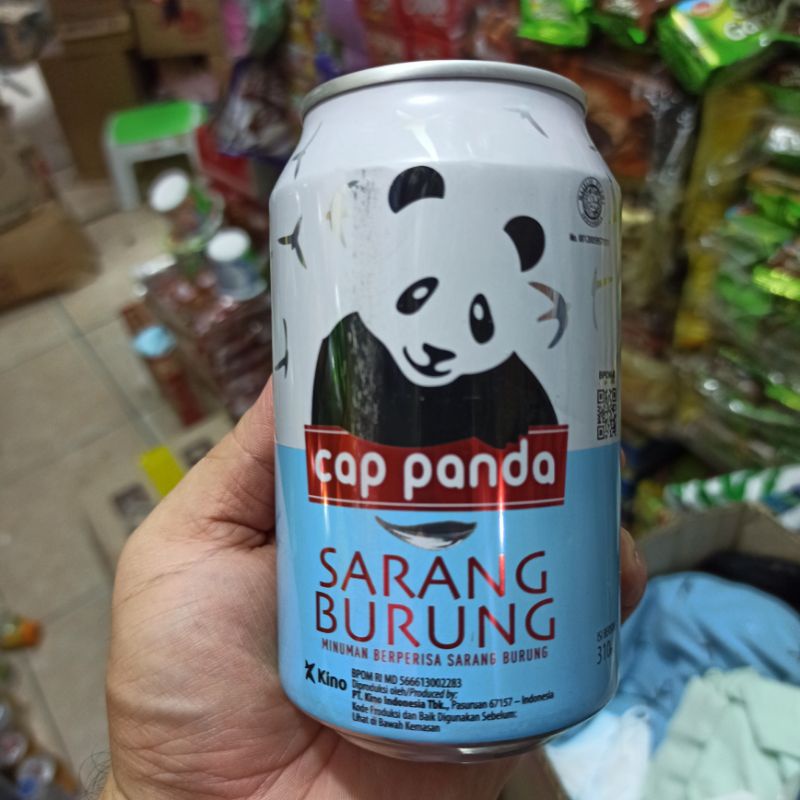 cap panda
SARANG
BURUNG
MINUMAN BERPERISA SARANG BURUNG
Kino
BPOM RI MD 566613002283
Diproduksi oleh/Produced by:
PT. Kino Indonesia Tbk., Pasuruan 67157 – Indonesia
Kode Produksi dan Baik Digunakan Sebelum:
Lihat di Bawah Kemasan
BPOM